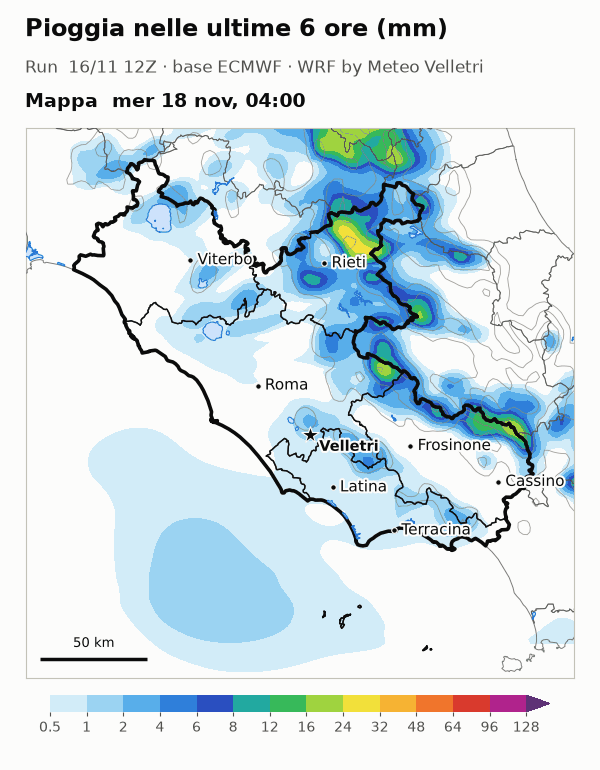 Pioggia nelle ultime 6 ore (mm)
Run  16/11 12Z · base ECMWF · WRF by Meteo Velletri
Mappa  mer 18 nov, 04:00
Viterbo
Rieti
Roma
Velletri
Frosinone
Latina
Cassino
Terracina
50 km
0.5 1 2 4 6 8 12 16 24 32 48 64 96 128